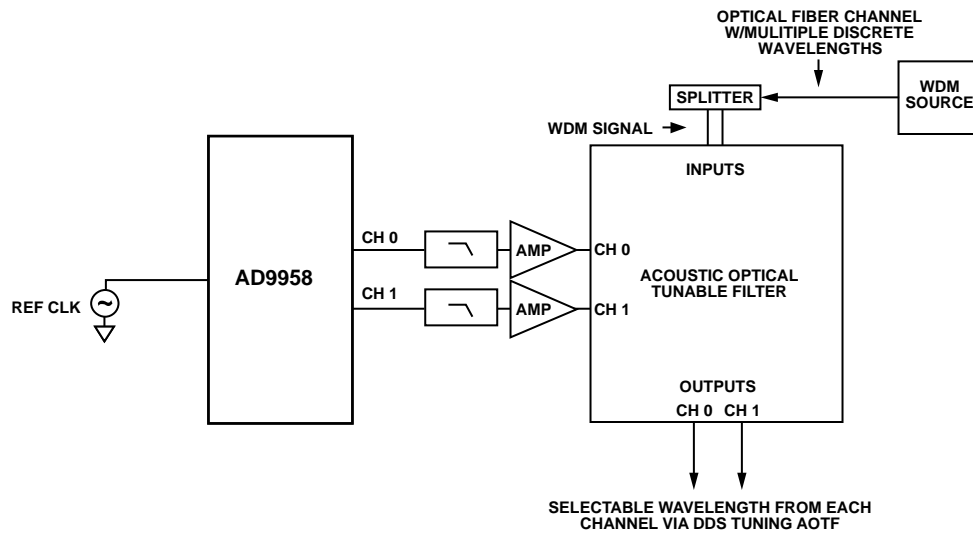 OPTICAL FIBER CHANNEL
W/MULITIPLE DISCRETE
WAVELENGTHS
WDM
SOURCE
SPLITTER
WDM SIGNAL
INPUTS
CH 0
AMP
CH 0
AD9958
ACOUSTIC OPTICAL
TUNABLE FILTER
CH 1
AMP
CH 1
REF CLK
OUTPUTS
CH 0 CH 1
SELECTABLE WAVELENGTH FROM EACH
CHANNEL VIA DDS TUNING AOTF